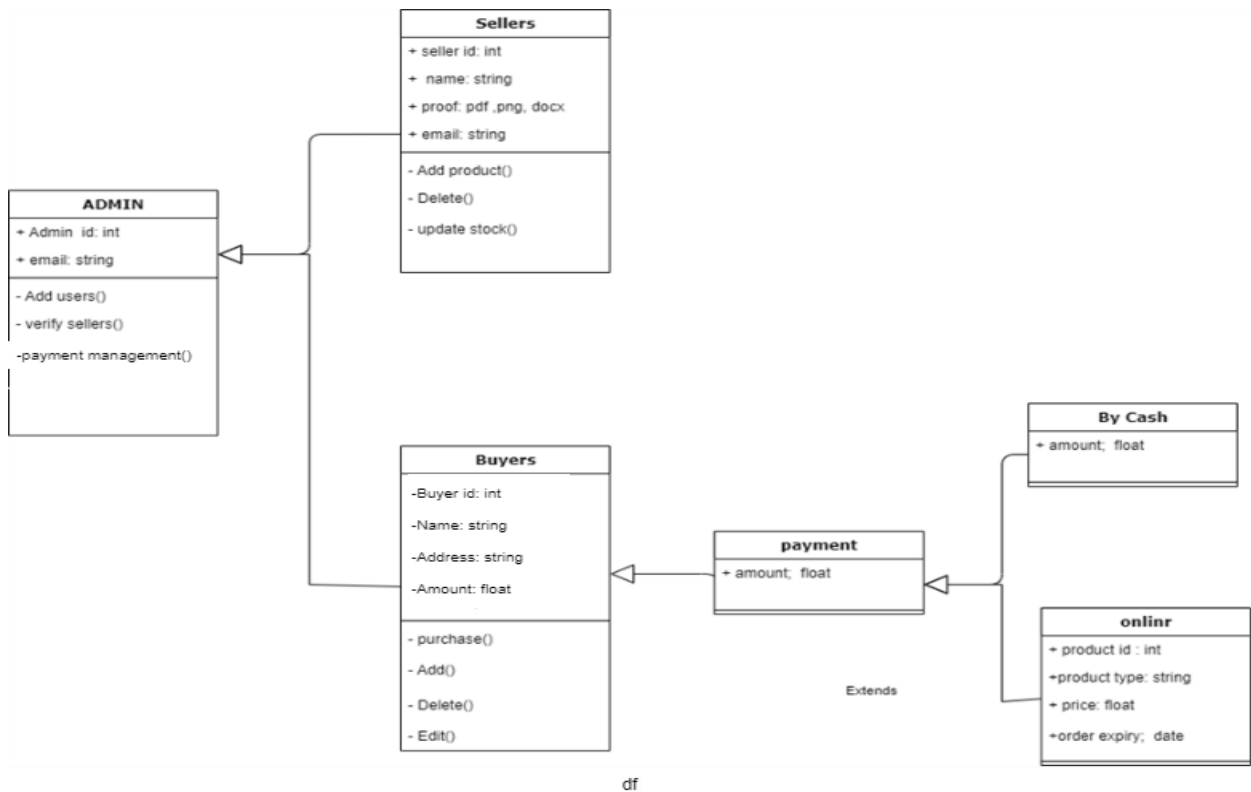 Sellers
+ seller id: int
+ name: string
+ proof: pdf ,png, docx
+ email: string
- Add product()
- Delete()
- update stock()
ADMIN
+ Admin id: int
+ email: string
- Add users()
- verify sellers()
-payment management()
Buyers
-Buyer id: int
-Name: string
-Address: string
-Amount: float
- purchase()
- Add()
- Delete()
- Edit()
payment
+ amount; float
By Cash
+ amount; float
onlinr
+ product id : int
+product type: string
+ price: float
+order expiry; date
Extends
df